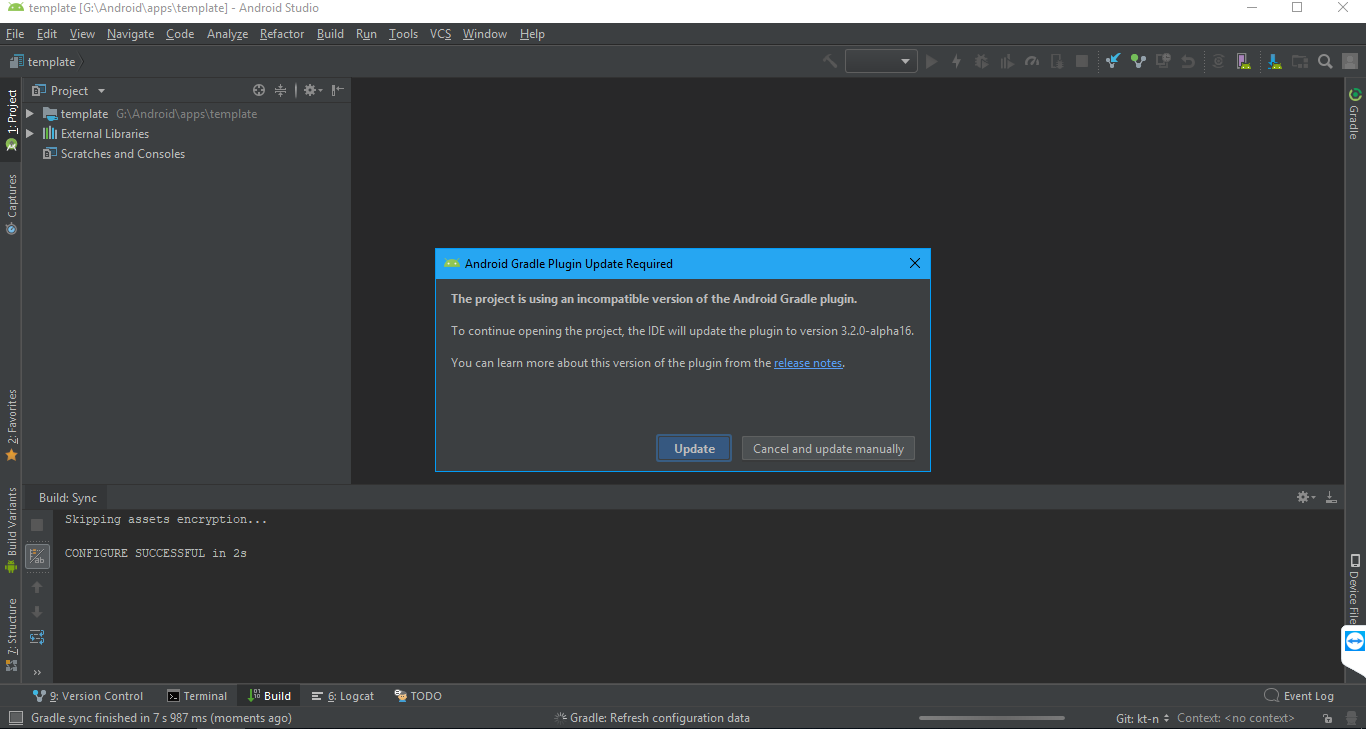 template [G:\Android\apps\template] - Android Studio
File Edit View Navigate Code Analyze Refactor Build Run Tools VCS Window Help
template
1: Project
Captures
2: Favorites
Build Variants
7: Structure
Project
template G:\Android\apps\template
External Libraries
Scratches and Consoles
Gradle
Device File
Android Gradle Plugin Update Required
The project is using an incompatible version of the Android Gradle plugin.
To continue opening the project, the IDE will update the plugin to version 3.2.0-alpha16.
You can learn more about this version of the plugin from the release notes.
Update Cancel and update manually
Build: Sync
Skipping assets encryption...
CONFIGURE SUCCESSFUL in 2s
9: Version Control Terminal Build 6: Logcat TODO Event Log
Gradle sync finished in 7 s 987 ms (moments ago) Gradle: Refresh configuration data Git: kt-n Context: <no context>